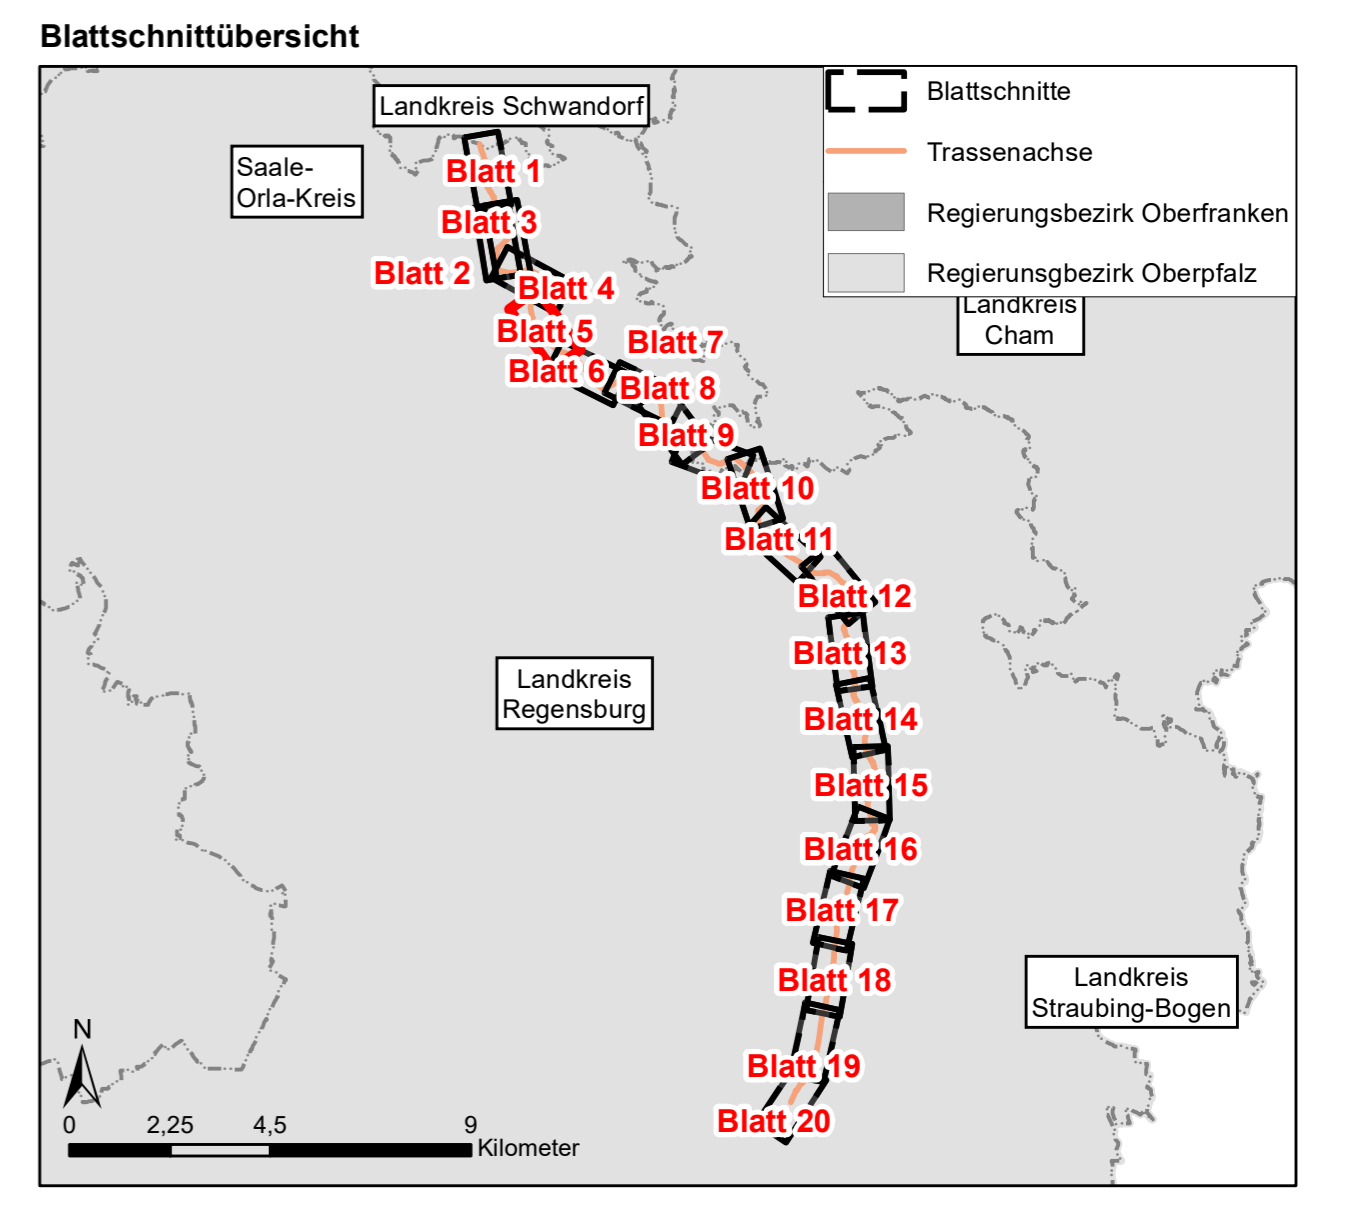 Blattschnittübersicht
Landkreis Schwandorf
Saale-
Orla-Kreis
Blattschnitte
Trassenachse
Regierungsbezirk Oberfranken
Regierunsgbezirk Oberpfalz
Landkreis
Cham
Blatt 1
Blatt 3
Blatt 2
Blatt 4
Blatt 5
Blatt 7
Blatt 6
Blatt 8
Blatt 9
Blatt 10
Blatt 11
Blatt 12
Blatt 13
Landkreis
Regensburg
Blatt 14
Blatt 15
Blatt 16
Blatt 17
Blatt 18
Landkreis
Straubing-Bogen
Blatt 19
Blatt 20
N
0 2,25 4,5 9
Kilometer